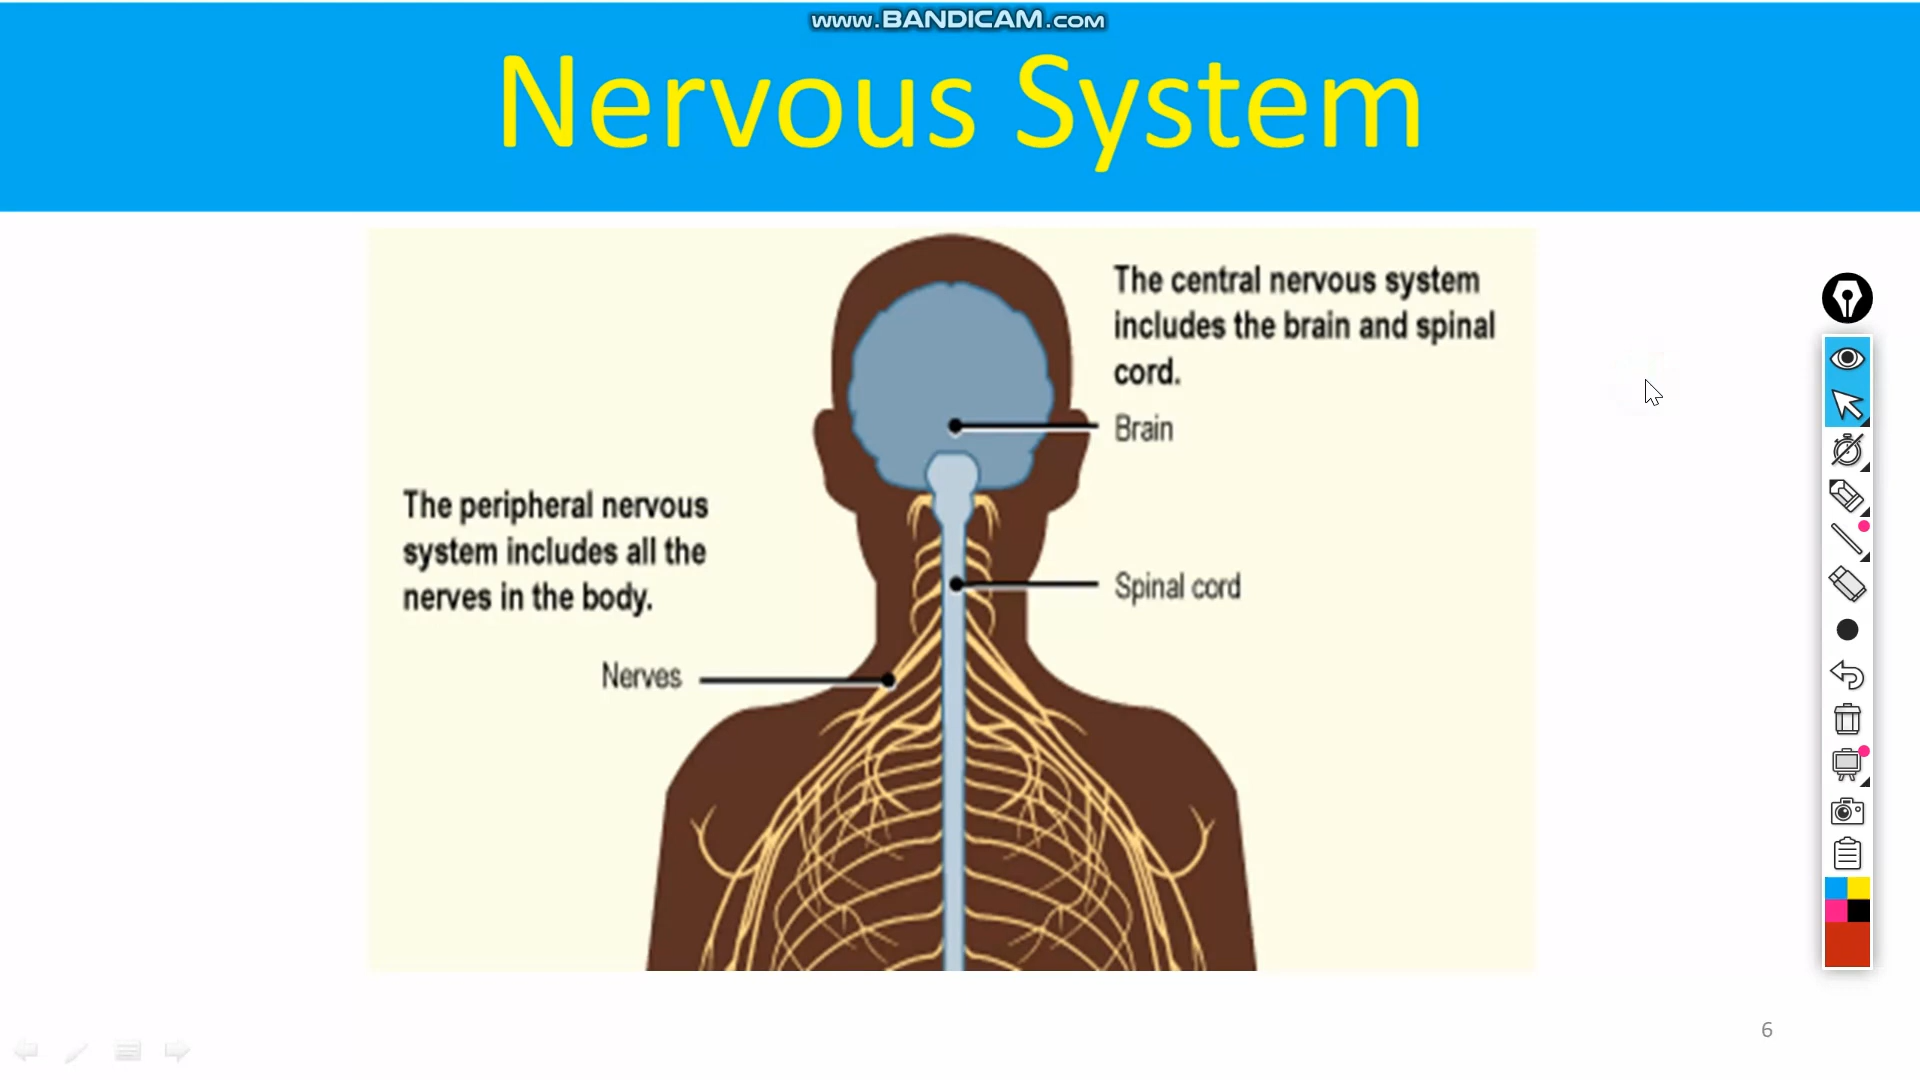 www.BANDICAM.com
Nervous System
The central nervous system
includes the brain and spinal
cord.
Brain
The peripheral nervous
system includes all the
nerves in the body.
Spinal cord
Nerves
6